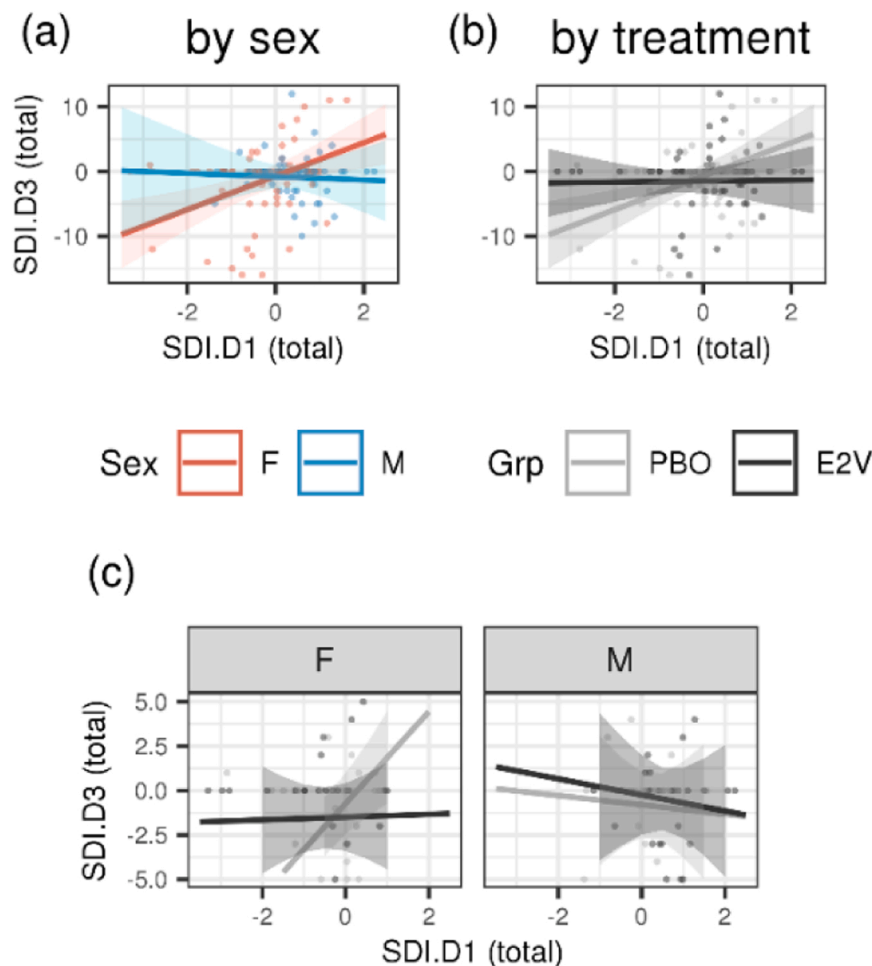 (a) by sex
(b) by treatment
SDI.D3 (total)
10
0
-10
-2 0 2
SDI.D1 (total)
10
0
-10
-2 0 2
SDI.D1 (total)
Sex F M
Grp PBO E2V
(c)
F
M
SDI.D3 (total)
5.0
2.5
0.0
-2.5
-5.0
-2 0 2
-2 0 2
SDI.D1 (total)